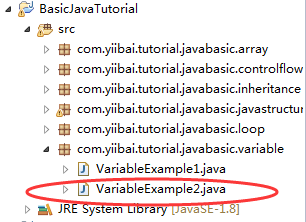 BasicJavaTutorial
src
com.yiibai.tutorial.javabasic.array
com.yiibai.tutorial.javabasic.controlflow
com.yiibai.tutorial.javabasic.inheritance
com.yiibai.tutorial.javabasic.javastructur
com.yiibai.tutorial.javabasic.loop
com.yiibai.tutorial.javabasic.variable
VariableExample1.java
VariableExample2.java
JRE System Library [JavaSE-1.8]